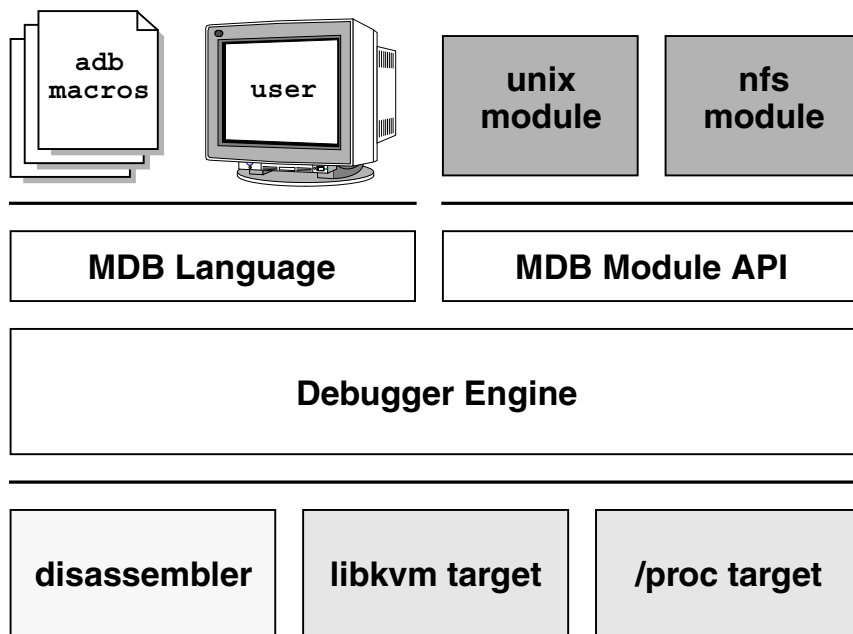 adb
macros
user
unix
module
nfs
module
MDB Language
MDB Module API
Debugger Engine
disassembler
libkvm target
/proc target